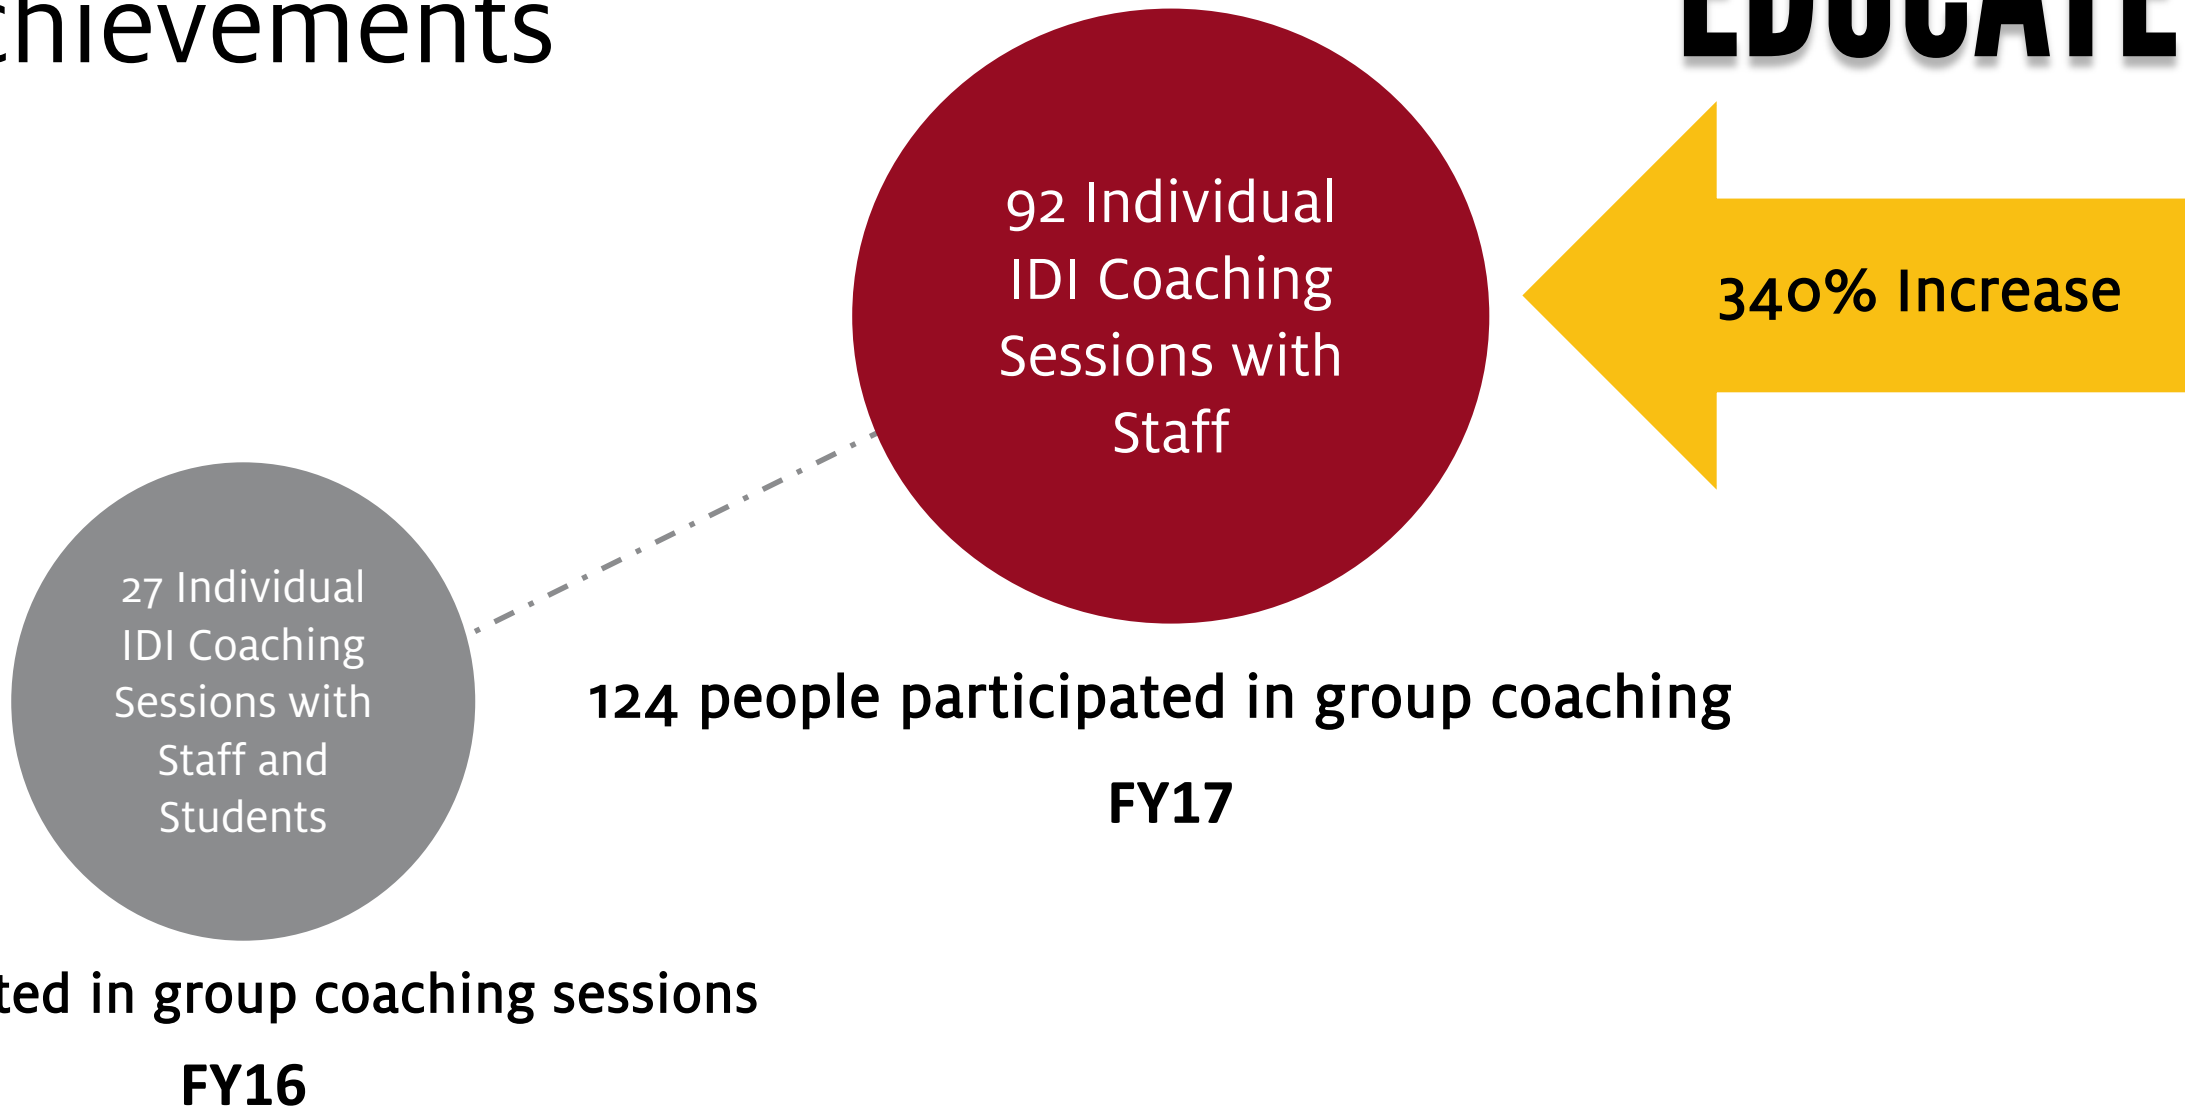 chievements
EDUCATE
92 Individual
IDI Coaching
Sessions with
Staff
340% Increase
27 Individual
IDI Coaching
Sessions with
Staff and
Students
124 people participated in group coaching
FY17
ted in group coaching sessions
FY16